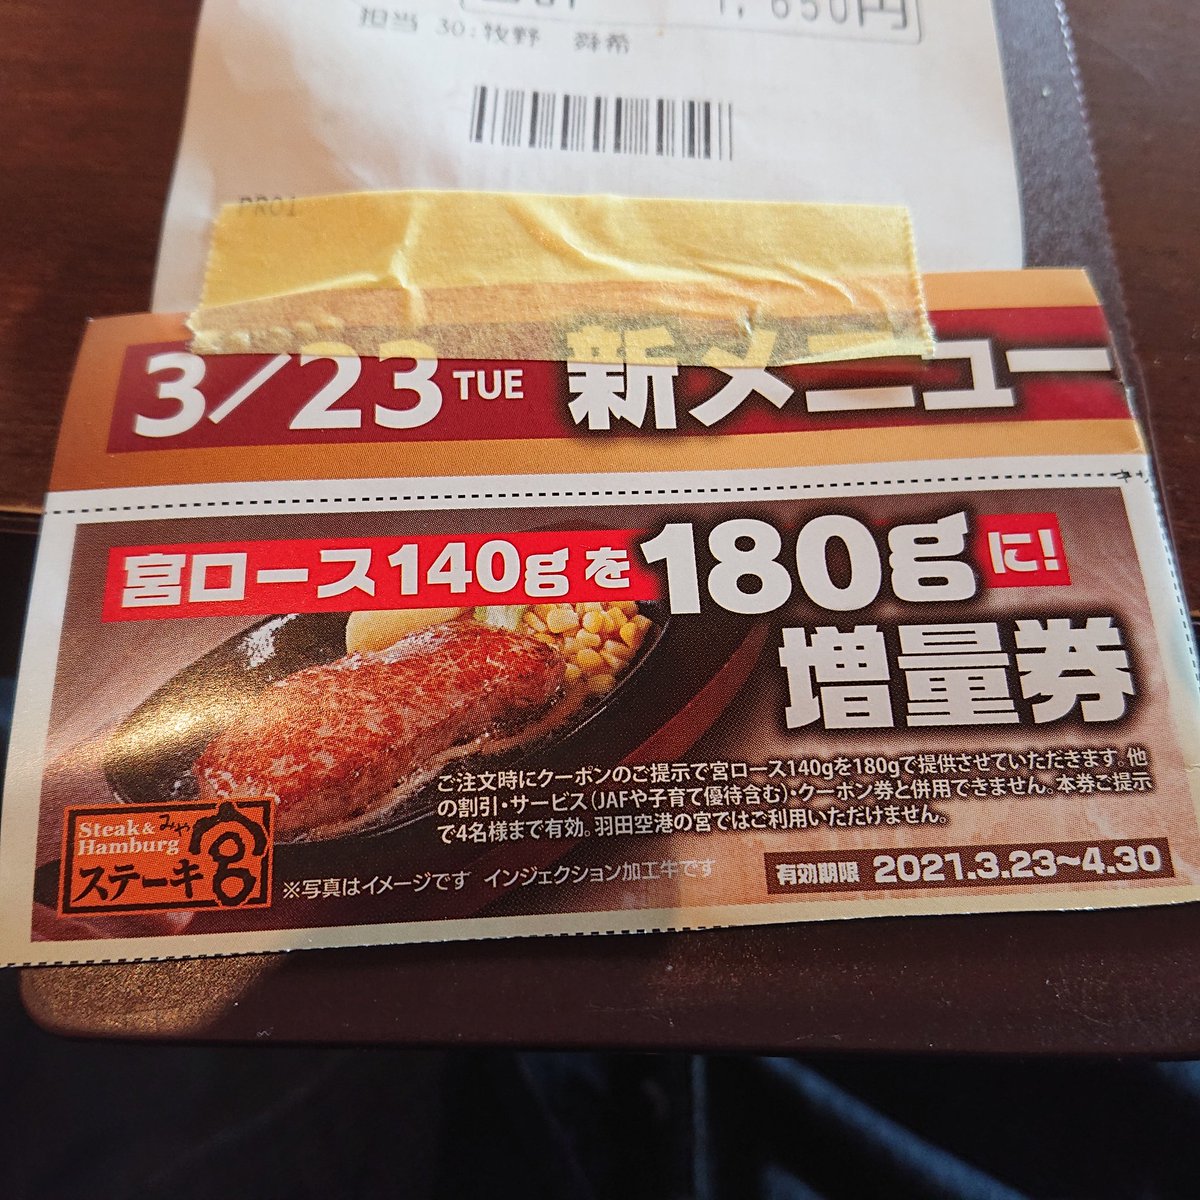 1,650円
担当 30:牧野 舜希
PR01
3/23 TUE 新メニュー
宮ロース140gを180gに!
増量券
ご注文時にクーポンのご提示で宮ロース140gを180gで提供させていただきます。他
の割引・サービス(JAFや子育て優待含む)・クーポン券と併用できません。本券ご提示
で4名様まで有効。羽田空港の宮ではご利用いただけません。
Steak &
Hamburg
みや
ステーキ宮
※写真はイメージです インジェクション加工牛です
有効期限 2021.3.23〜4.30